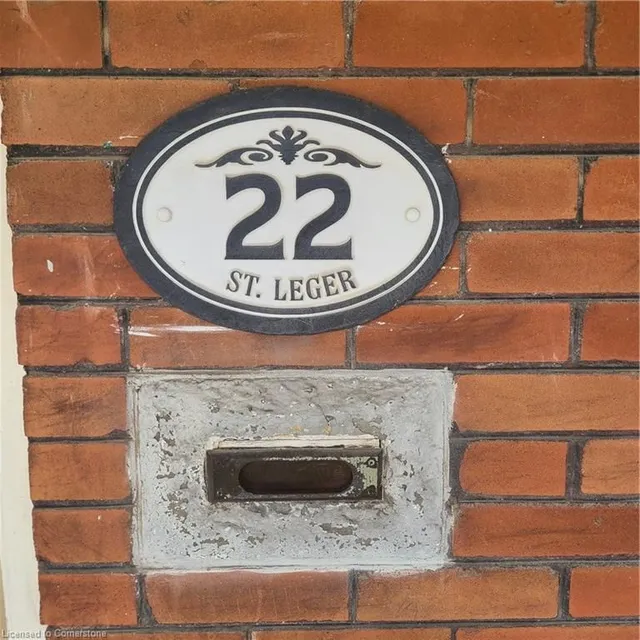 22
ST. LEGER
Licensed to Cornerstone